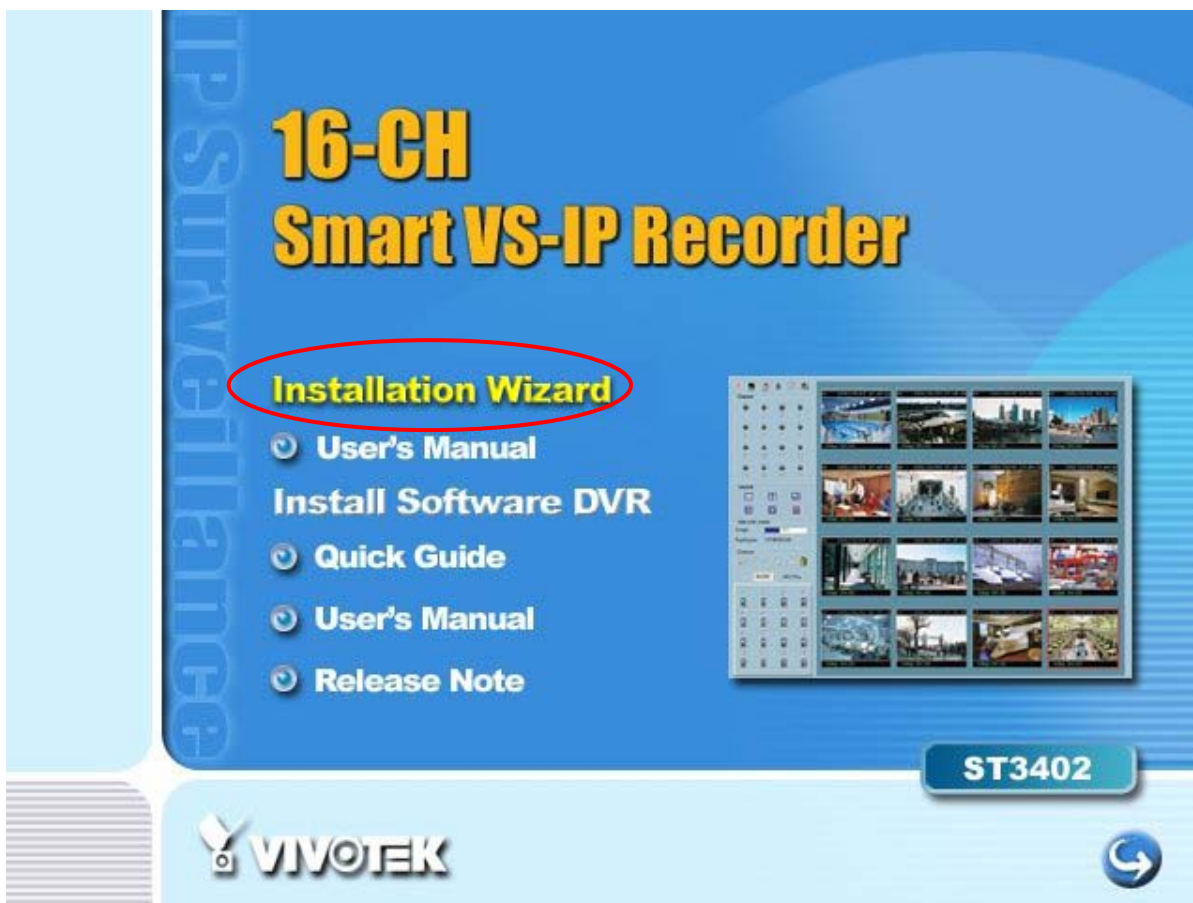 IP Surveillance
16-CH
Smart VS-IP Recorder
Installation Wizard
User's Manual
Install Software DVR
Quick Guide
User's Manual
Release Note
ST3402
VIVOTEK